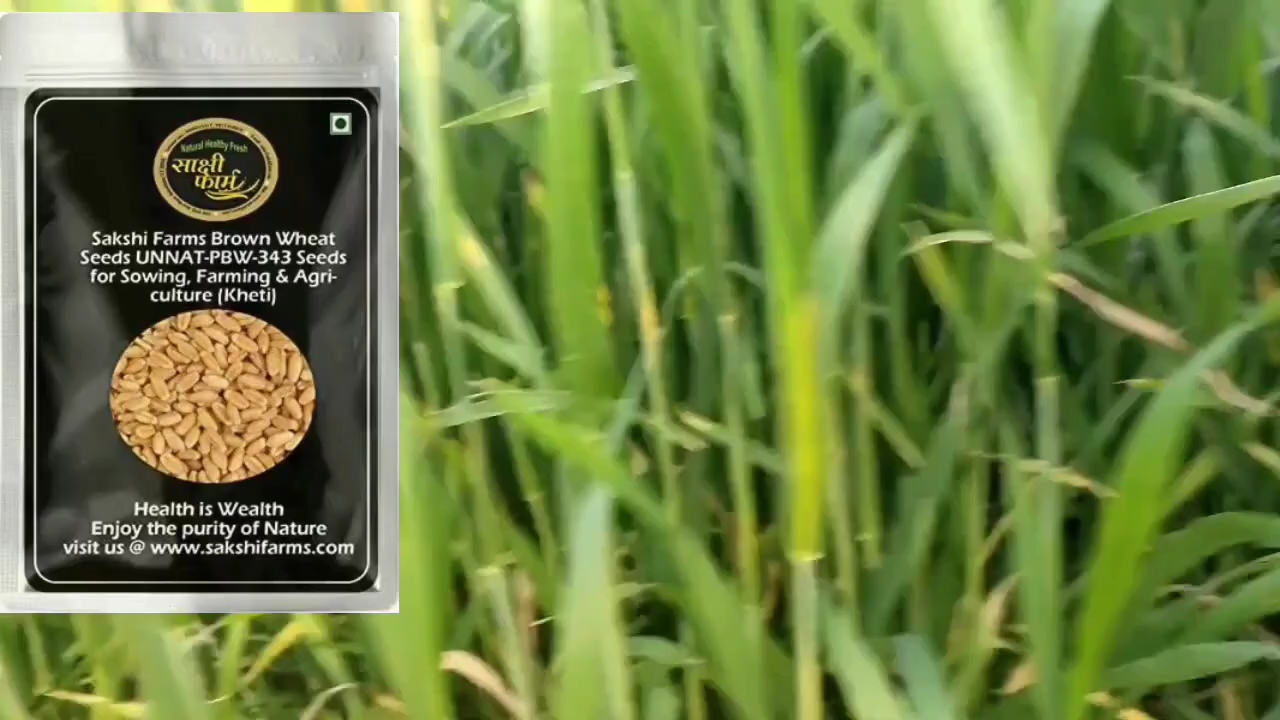 Natural Healthy Fresh
साक्षी
फार्म
Sakshi Farms Brown Wheat
Seeds UNNAT-PBW-343 Seeds
for Sowing, Farming & Agri-
culture (Kheti)
Health is Wealth
Enjoy the purity of Nature
visit us @ www.sakshifarms.com